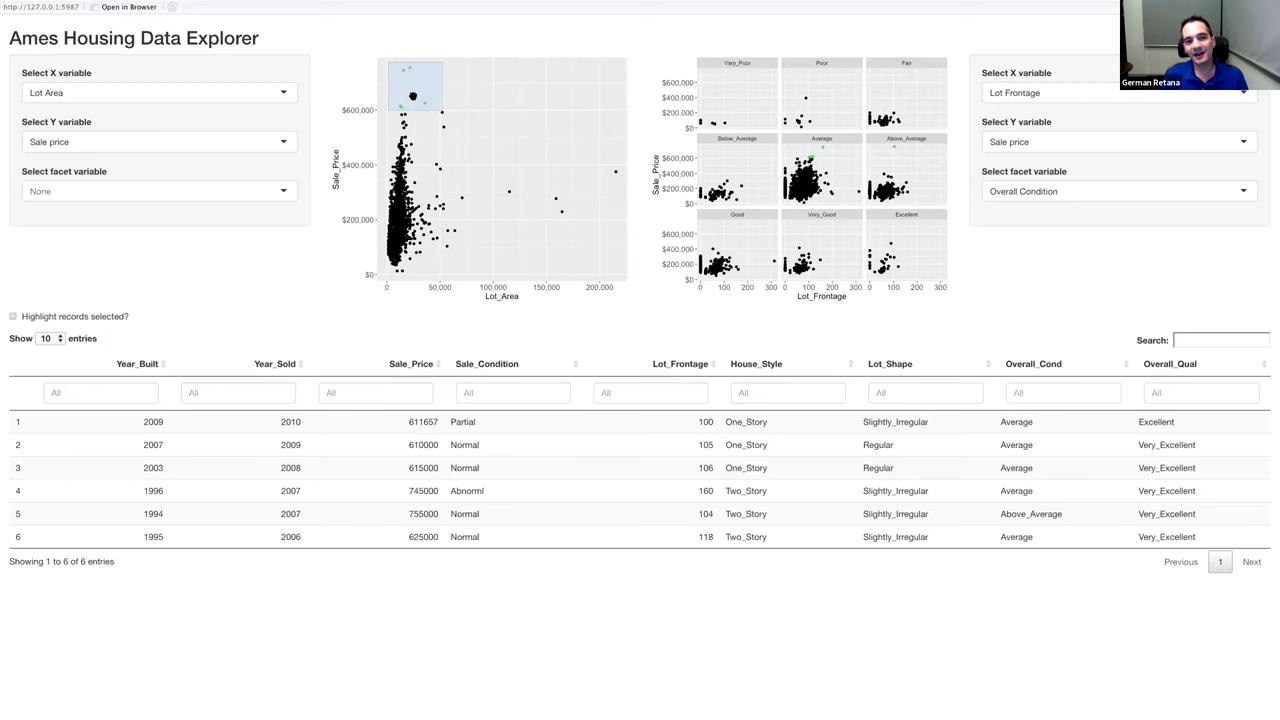 http://127.0.0.1:5987
Open in Browser
German Retana
Ames Housing Data Explorer
Select X variable
Lot Area
Select Y variable
Sale price
Select facet variable
None
Sale_Price
$600,000
$400,000
$200,000
$0
0 50,000 100,000 150,000 200,000
Lot_Area
Sale_Price
Very_Poor Poor Fair
$600,000
$400,000
$200,000
$0
Below_Average Average Above_Average
$600,000
$400,000
$200,000
$0
Good Very_Good Excellent
$600,000
$400,000
$200,000
$0
0 100 200 300 0 100 200 300 0 100 200 300
Lot_Frontage
Select X variable
Lot Frontage
Select Y variable
Sale price
Select facet variable
Overall Condition
Highlight records selected?
Show 10 entries
Search:
Year_Built Year_Sold Sale_Price Sale_Condition Lot_Frontage House_Style Lot_Shape Overall_Cond Overall_Qual
All All All All All All All All All
1 2009 2010 611657 Partial 100 One_Story Slightly_Irregular Average Excellent
2 2007 2009 610000 Normal 105 One_Story Regular Average Very_Excellent
3 2003 2008 615000 Normal 106 One_Story Regular Average Very_Excellent
4 1996 2007 745000 Abnorml 160 Two_Story Slightly_Irregular Average Very_Excellent
5 1994 2007 755000 Normal 104 Two_Story Slightly_Irregular Above_Average Very_Excellent
6 1995 2006 625000 Normal 118 Two_Story Slightly_Irregular Average Very_Excellent
Showing 1 to 6 of 6 entries
Previous 1 Next